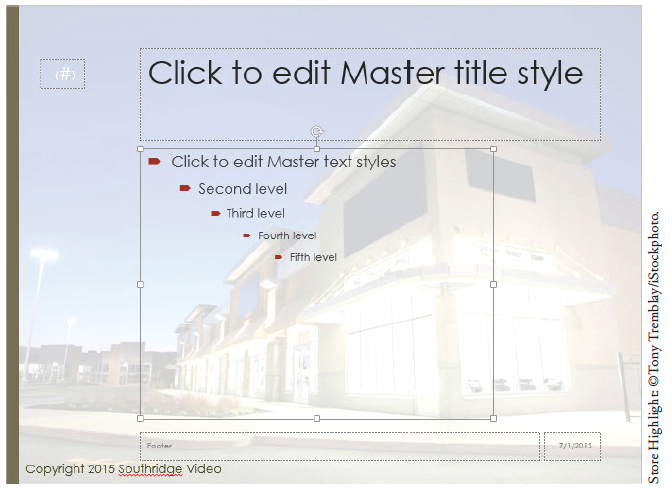 (#)
Click to edit Master title style
Click to edit Master text styles
Second level
Third level
Fourth level
Fifth level
Footer
7/1/2015
Copyright 2015 Southridge Video
Store Highlight: ©Tony Tremblay/iStockphoto.